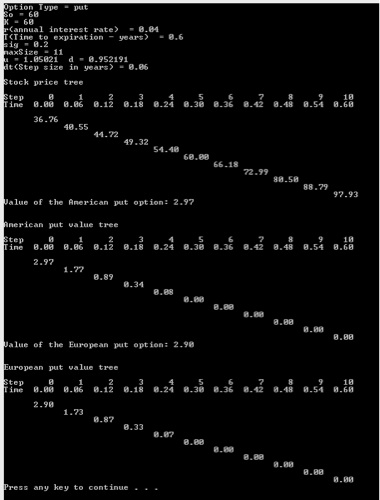 Option Type = put
So = 60
K = 60
r(annual interest rate) = 0.04
T(Time to expiration - years) = 0.6
sig = 0.2
maxSize = 11
u = 1.05021 d = 0.952191
dt(Step size in years) = 0.06
Stock price tree
Step 0 1 2 3 4 5 6 7 8 9 10
Time 0.00 0.06 0.12 0.18 0.24 0.30 0.36 0.42 0.48 0.54 0.60
36.76
40.55
44.72
49.32
54.40
60.00
66.18
72.99
80.50
88.79
97.93
Value of the American put option: 2.97
American put value tree
Step 0 1 2 3 4 5 6 7 8 9 10
Time 0.00 0.06 0.12 0.18 0.24 0.30 0.36 0.42 0.48 0.54 0.60
2.97
1.77
0.89
0.34
0.08
0.00
0.00
0.00
0.00
0.00
0.00
Value of the European put option: 2.90
European put value tree
Step 0 1 2 3 4 5 6 7 8 9 10
Time 0.00 0.06 0.12 0.18 0.24 0.30 0.36 0.42 0.48 0.54 0.60
2.90
1.73
0.87
0.33
0.07
0.00
0.00
0.00
0.00
0.00
0.00
Press any key to continue . . .